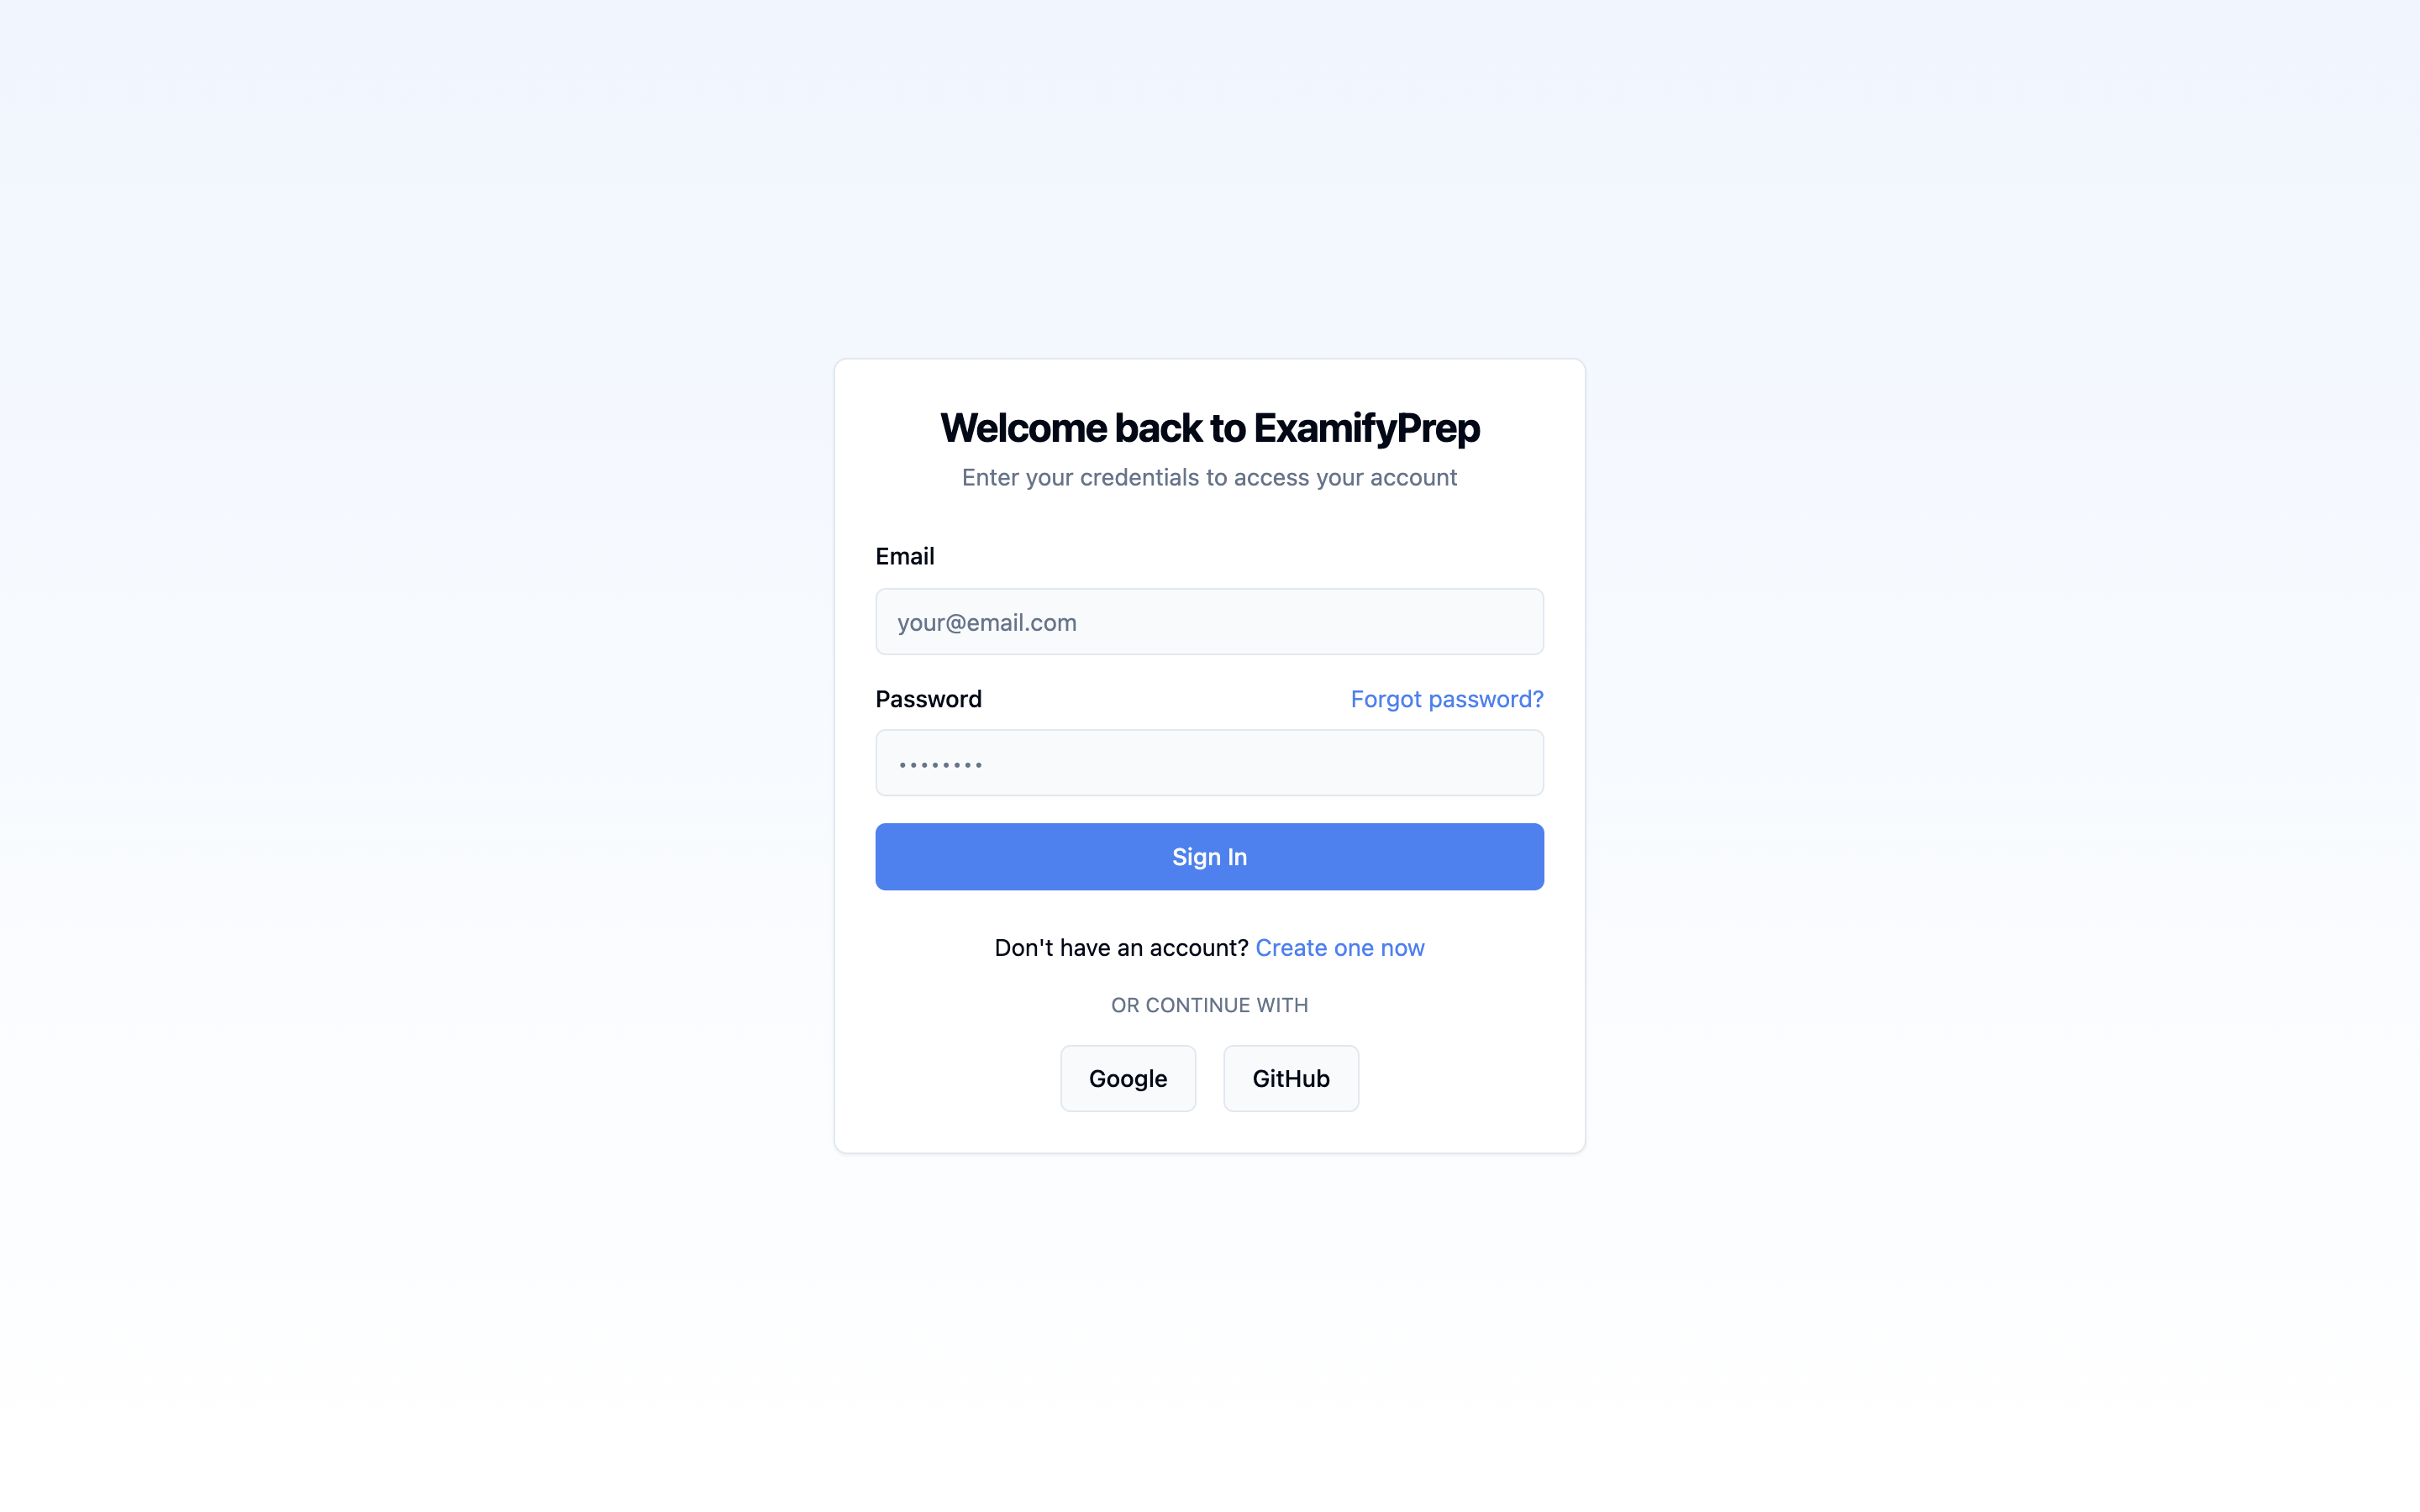 Welcome back to ExamifyPrep
Enter your credentials to access your account
Email
your@email.com
Password Forgot password?
••••••••
Sign In
Don't have an account? Create one now
OR CONTINUE WITH
Google GitHub